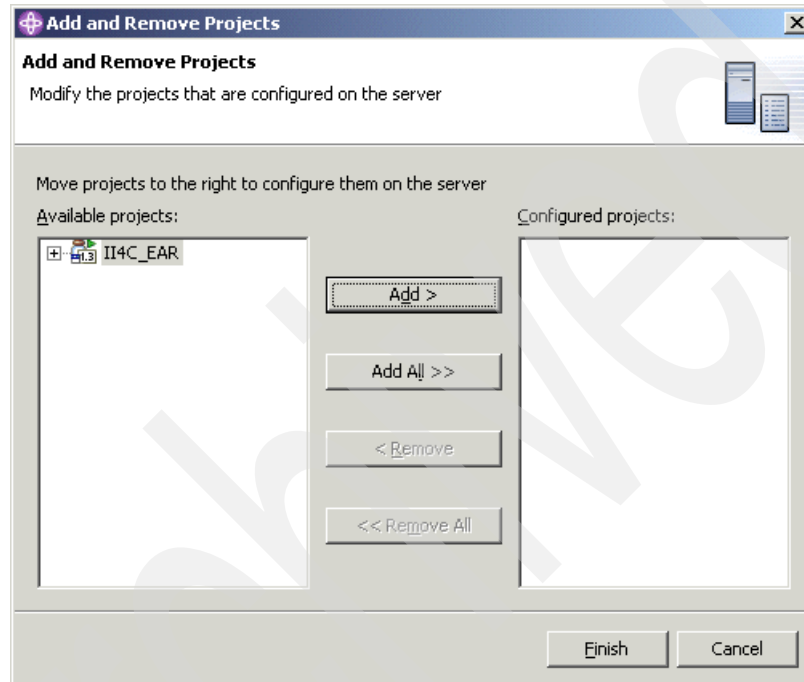 Add and Remove Projects
Add and Remove Projects
Modify the projects that are configured on the server
Move projects to the right to configure them on the server
Available projects:
Configured projects:
1.3 II4C_EAR
Add >
Add All >>
< Remove
<< Remove All
Finish
Cancel